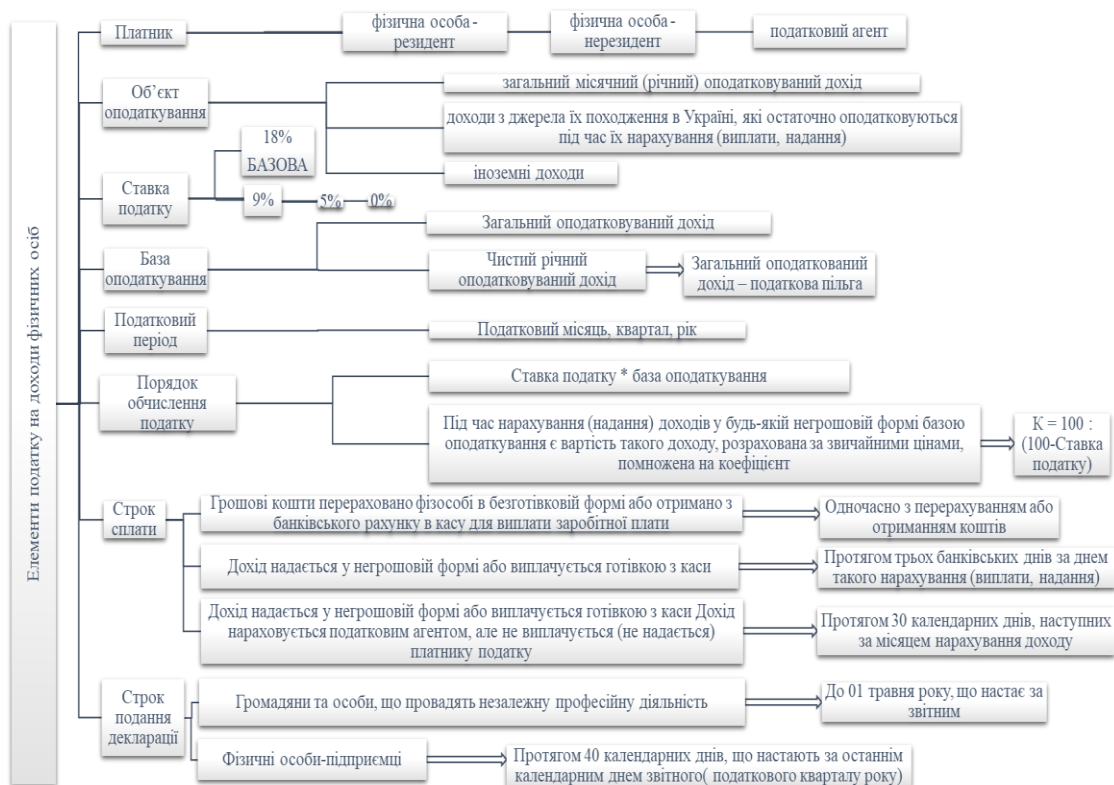 Елементи податку на доходи фізичних осіб
Платник
фізична особа-
резидент
фізична особа-
нерезидент
податковий агент
Об’єкт
оподаткування
загальний місячний (річний) оподатковуваний дохід
доходи з джерела їх походження в Україні, які остаточно оподатковуються
під час їх нарахування (виплати, надання)
іноземні доходи
Ставка
податку
18%
БАЗОВА
9%
5%
0%
База
оподаткування
Загальний оподатковуваний дохід
Чистий річний
оподатковуваний дохід
Загальний оподаткований
дохід – податкова пільга
Податковий
період
Податковий місяць, квартал, рік
Порядок
обчислення
податку
Ставка податку * база оподаткування
Під час нарахування (надання) доходів у будь-якій негрошовій формі базою
оподаткування є вартість такого доходу, розрахована за звичайними цінами,
помножена на коефіцієнт
К = 100 :
(100-Ставка
податку)
Строк
сплати
Грошові кошти перераховано фізособі в безготівковій формі або отримано з
банківського рахунку в касу для виплати заробітної плати
Одночасно з перерахуванням або
отриманням коштів
Дохід надається у негрошовій формі або виплачується готівкою з каси
Протягом трьох банківських днів за днем
такого нарахування (виплати, надання)
Дохід надається у негрошовій формі або виплачується готівкою з каси Дохід
нараховується податковим агентом, але не виплачується (не надається)
платнику податку
Протягом 30 календарних днів, наступних
за місяцем нарахування доходу
Строк
подання
декларації
Громадяни та особи, що провадять незалежну професійну діяльність
До 01 травня року, що настає за
звітним
Фізичні особи-підприємці
Протягом 40 календарних днів, що настають за останнім
календарним днем звітного( податкового кварталу року)